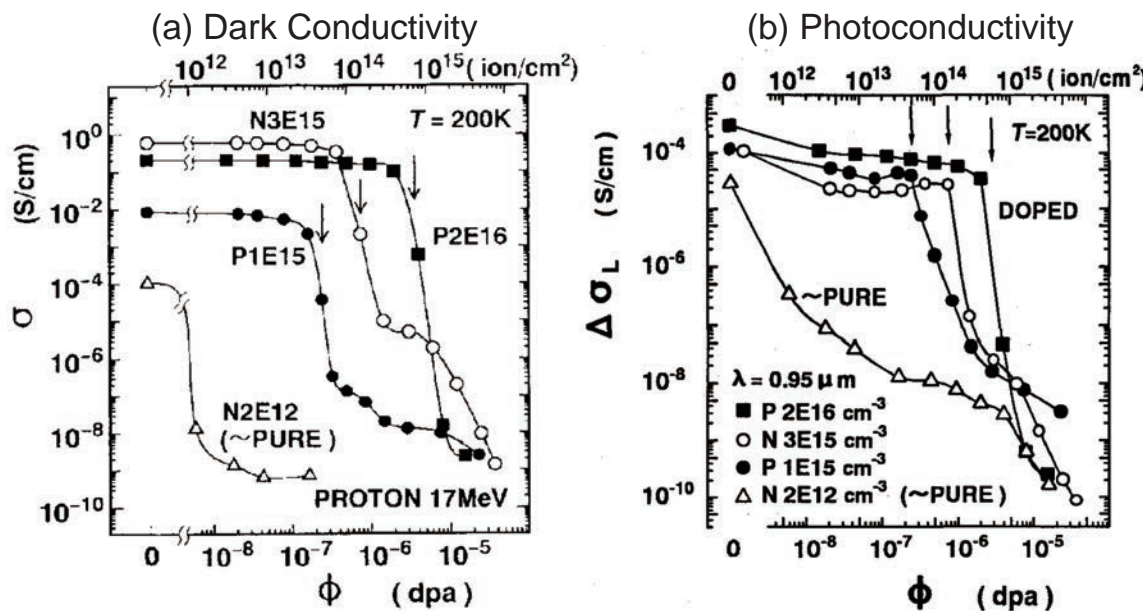 (a) Dark Conductivity
0 10¹² 10¹³ 10¹⁴ 10¹⁵ (ion/cm²)
N3E15
T = 200K
10⁰
10⁻²
10⁻⁴
10⁻⁶
10⁻⁸
10⁻¹⁰
σ (S/cm)
P2E16
P1E15
N2E12
(~PURE)
PROTON 17MeV
0 10⁻⁸ 10⁻⁷ 10⁻⁶ 10⁻⁵
ϕ (dpa)
(b) Photoconductivity
0 10¹² 10¹³ 10¹⁴ 10¹⁵ (ion/cm²)
T=200K
10⁻⁴
10⁻⁶
10⁻⁸
10⁻¹⁰
Δσ_L (S/cm)
DOPED
~PURE
λ = 0.95 μm
P 2E16 cm⁻³
N 3E15 cm⁻³
P 1E15 cm⁻³
N 2E12 cm⁻³ (~PURE)
0 10⁻⁸ 10⁻⁷ 10⁻⁶ 10⁻⁵
Φ (dpa)